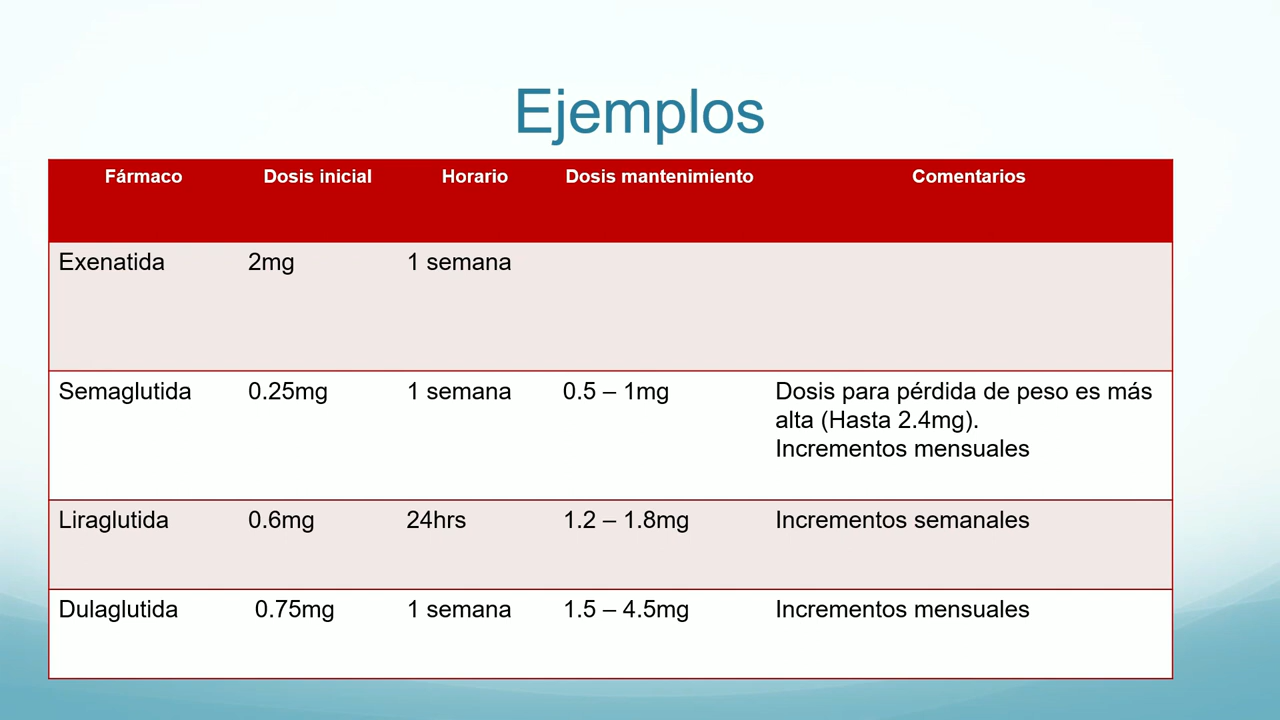 Ejemplos
Fármaco Dosis inicial Horario Dosis mantenimiento Comentarios
Exenatida 2mg 1 semana
Semaglutida 0.25mg 1 semana 0.5 – 1mg Dosis para pérdida de peso es más
alta (Hasta 2.4mg).
Incrementos mensuales
Liraglutida 0.6mg 24hrs 1.2 – 1.8mg Incrementos semanales
Dulaglutida 0.75mg 1 semana 1.5 – 4.5mg Incrementos mensuales